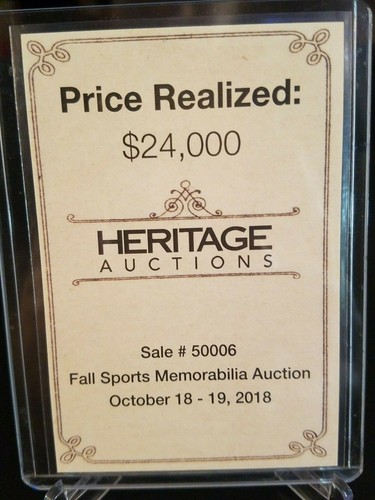 Price Realized:
$24,000
HERITAGE
AUCTIONS
Sale # 50006
Fall Sports Memorabilia Auction
October 18 - 19, 2018